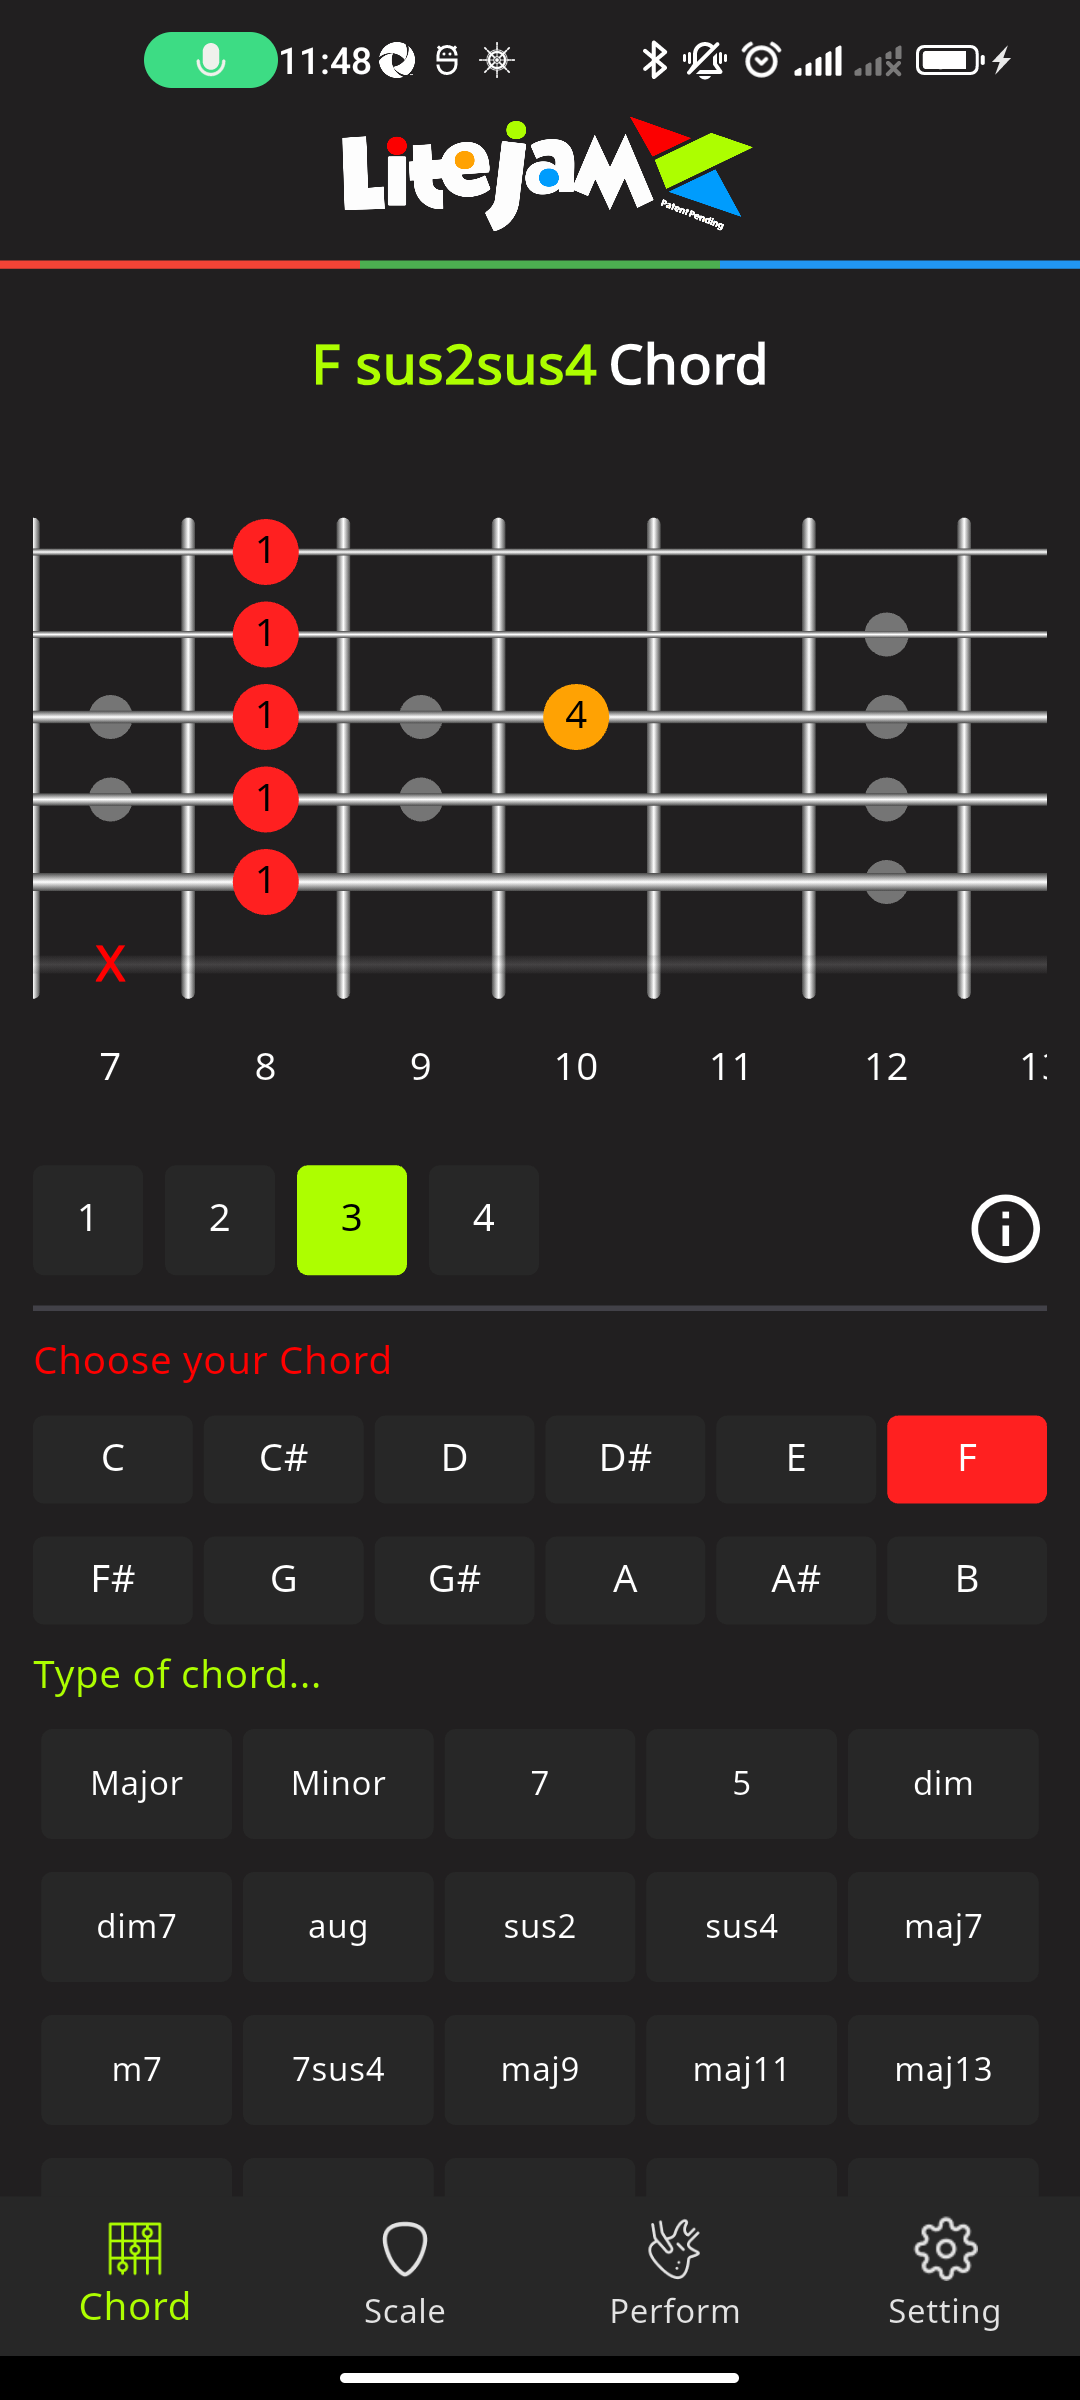 11:48
Litejam
Patent Pending
F sus2sus4 Chord
1
1
1 4
1
1
X
7 8 9 10 11 12
1 2 3 4
Choose your Chord
C C# D D# E F
F# G G# A A# B
Type of chord...
Major Minor 7 5 dim
dim7 aug sus2 sus4 maj7
m7 7sus4 maj9 maj11 maj13
Chord Scale Perform Setting